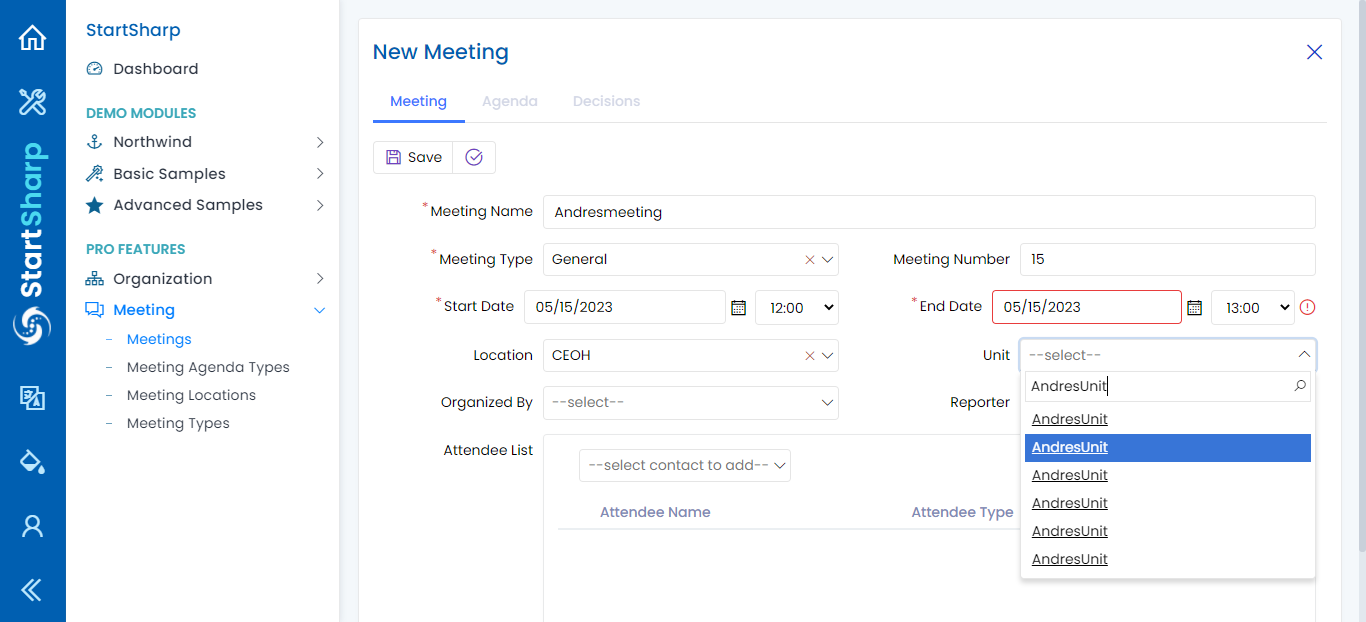 StartSharp
StartSharp
Dashboard
DEMO MODULES
Northwind
Basic Samples
Advanced Samples
PRO FEATURES
Organization
Meeting
Meetings
Meeting Agenda Types
Meeting Locations
Meeting Types
New Meeting
Meeting Agenda Decisions
Save
*Meeting Name Andresmeeting
*Meeting Type General Meeting Number 15
*Start Date 05/15/2023 12:00 *End Date 05/15/2023 13:00
Location CEOH Unit --select--
AndresUnit
Organized By --select-- Reporter
AndresUnit
AndresUnit
AndresUnit
AndresUnit
AndresUnit
AndresUnit
Attendee List
--select contact to add--
Attendee Name Attendee Type